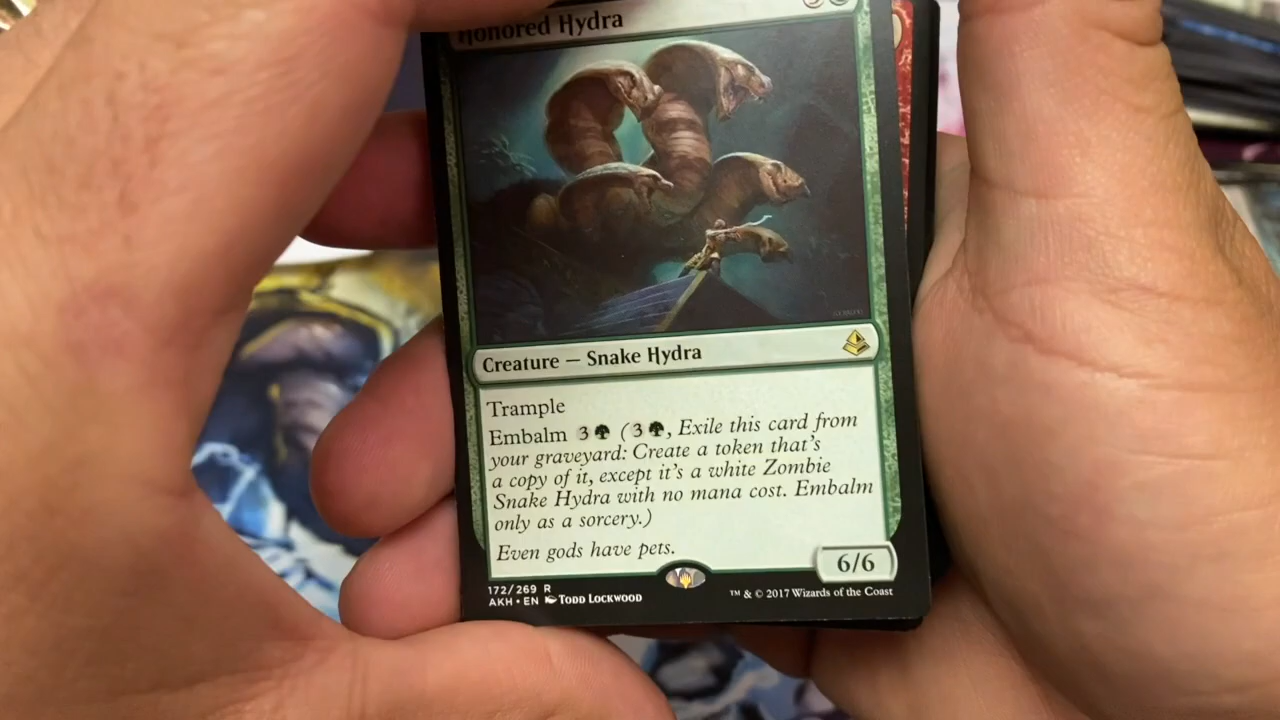 Honored Hydra
Creature — Snake Hydra
Trample
Embalm 3 (3, Exile this card from
your graveyard: Create a token that's
a copy of it, except it's a white Zombie
Snake Hydra with no mana cost. Embalm
only as a sorcery.)
Even gods have pets.
6/6
172/269 R
AKH • EN Todd Lockwood
™ & © 2017 Wizards of the Coast